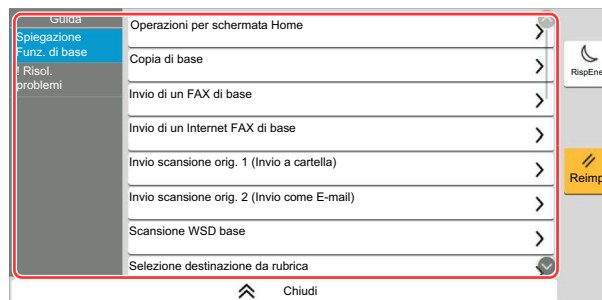 Guida
Spiegazione
Funz. di base
! Risol.
problemi
Operazioni per schermata Home
Copia di base
Invio di un FAX di base
Invio di un Internet FAX di base
Invio scansione orig. 1 (Invio a cartella)
Invio scansione orig. 2 (Invio come E-mail)
Scansione WSD base
Selezione destinazione da rubrica
Chiudi
RispEne
Reimp